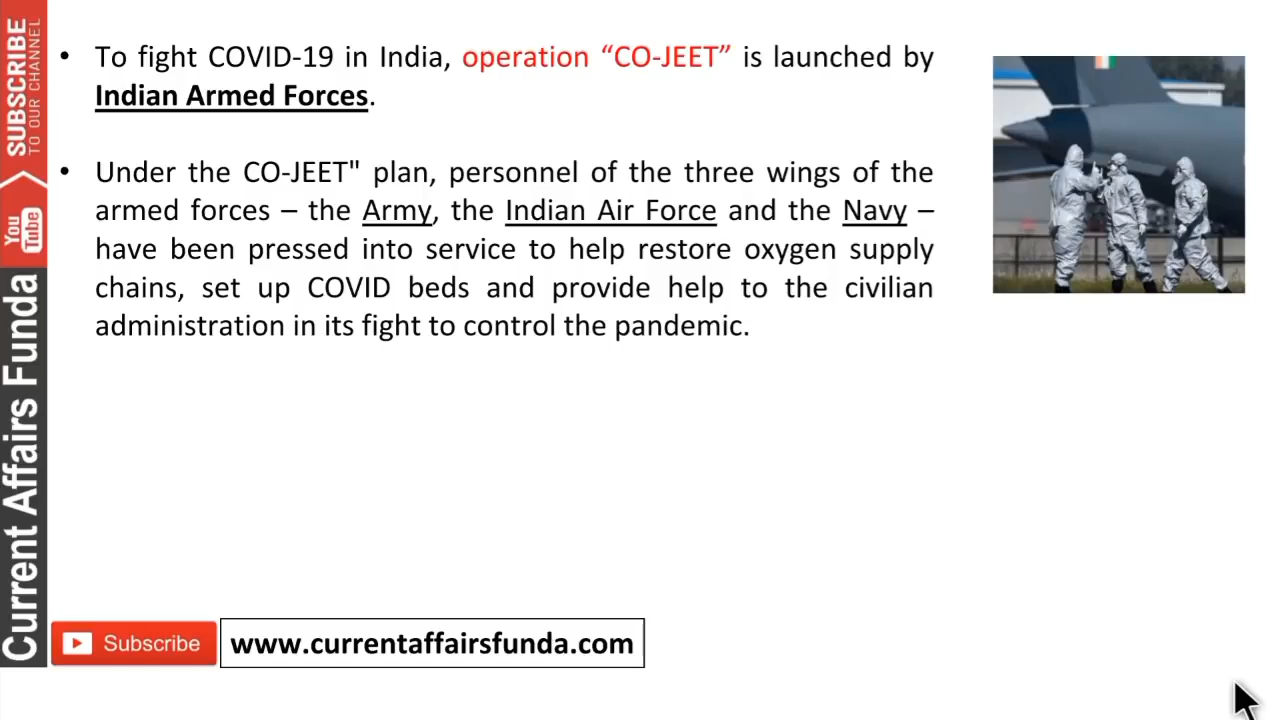 • To fight COVID-19 in India, operation “CO-JEET” is launched by
Indian Armed Forces.
• Under the CO-JEET" plan, personnel of the three wings of the
armed forces – the Army, the Indian Air Force and the Navy –
have been pressed into service to help restore oxygen supply
chains, set up COVID beds and provide help to the civilian
administration in its fight to control the pandemic.
SUBSCRIBE
TO OUR CHANNEL
You
Tube
Current Affairs Funda
Subscribe
www.currentaffairsfunda.com